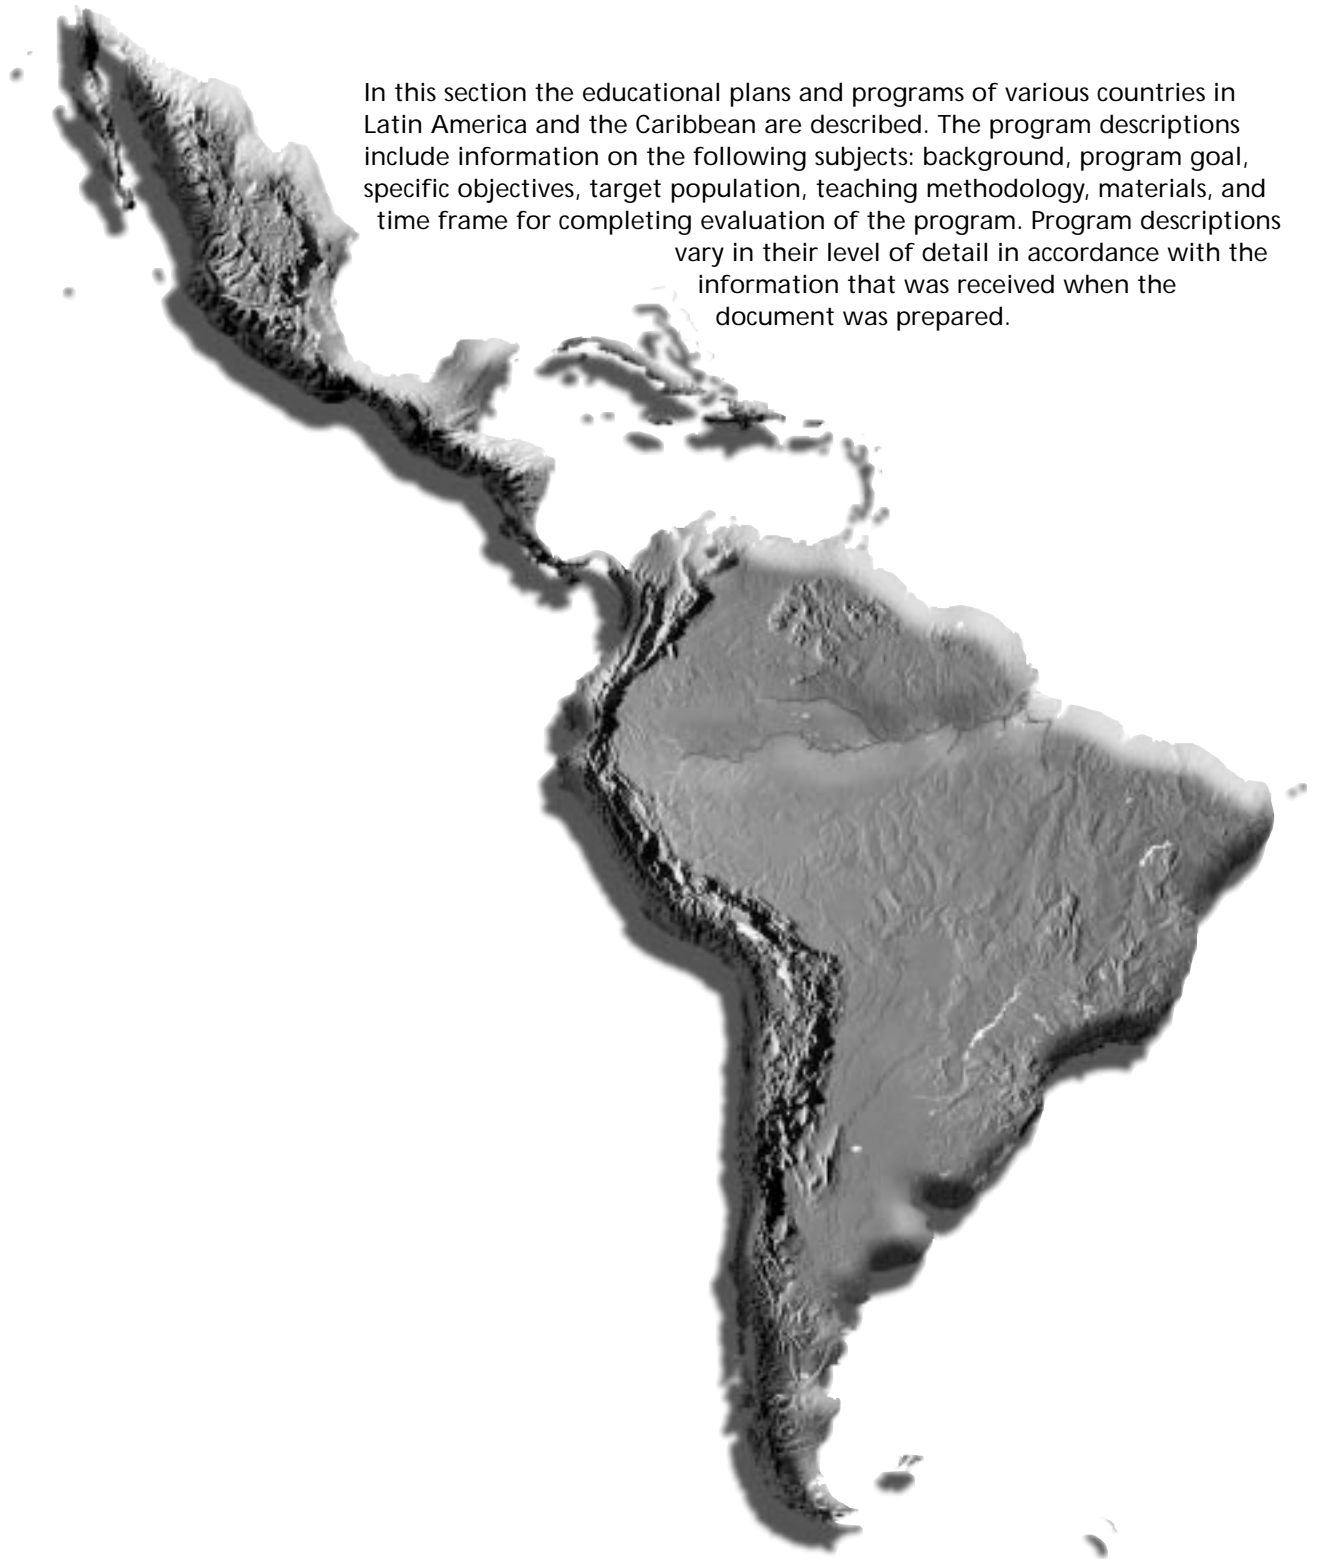 In this section the educational plans and programs of various countries in
Latin America and the Caribbean are described. The program descriptions
include information on the following subjects: background, program goal,
specific objectives, target population, teaching methodology, materials, and
time frame for completing evaluation of the program. Program descriptions
vary in their level of detail in accordance with the
information that was received when the
document was prepared.